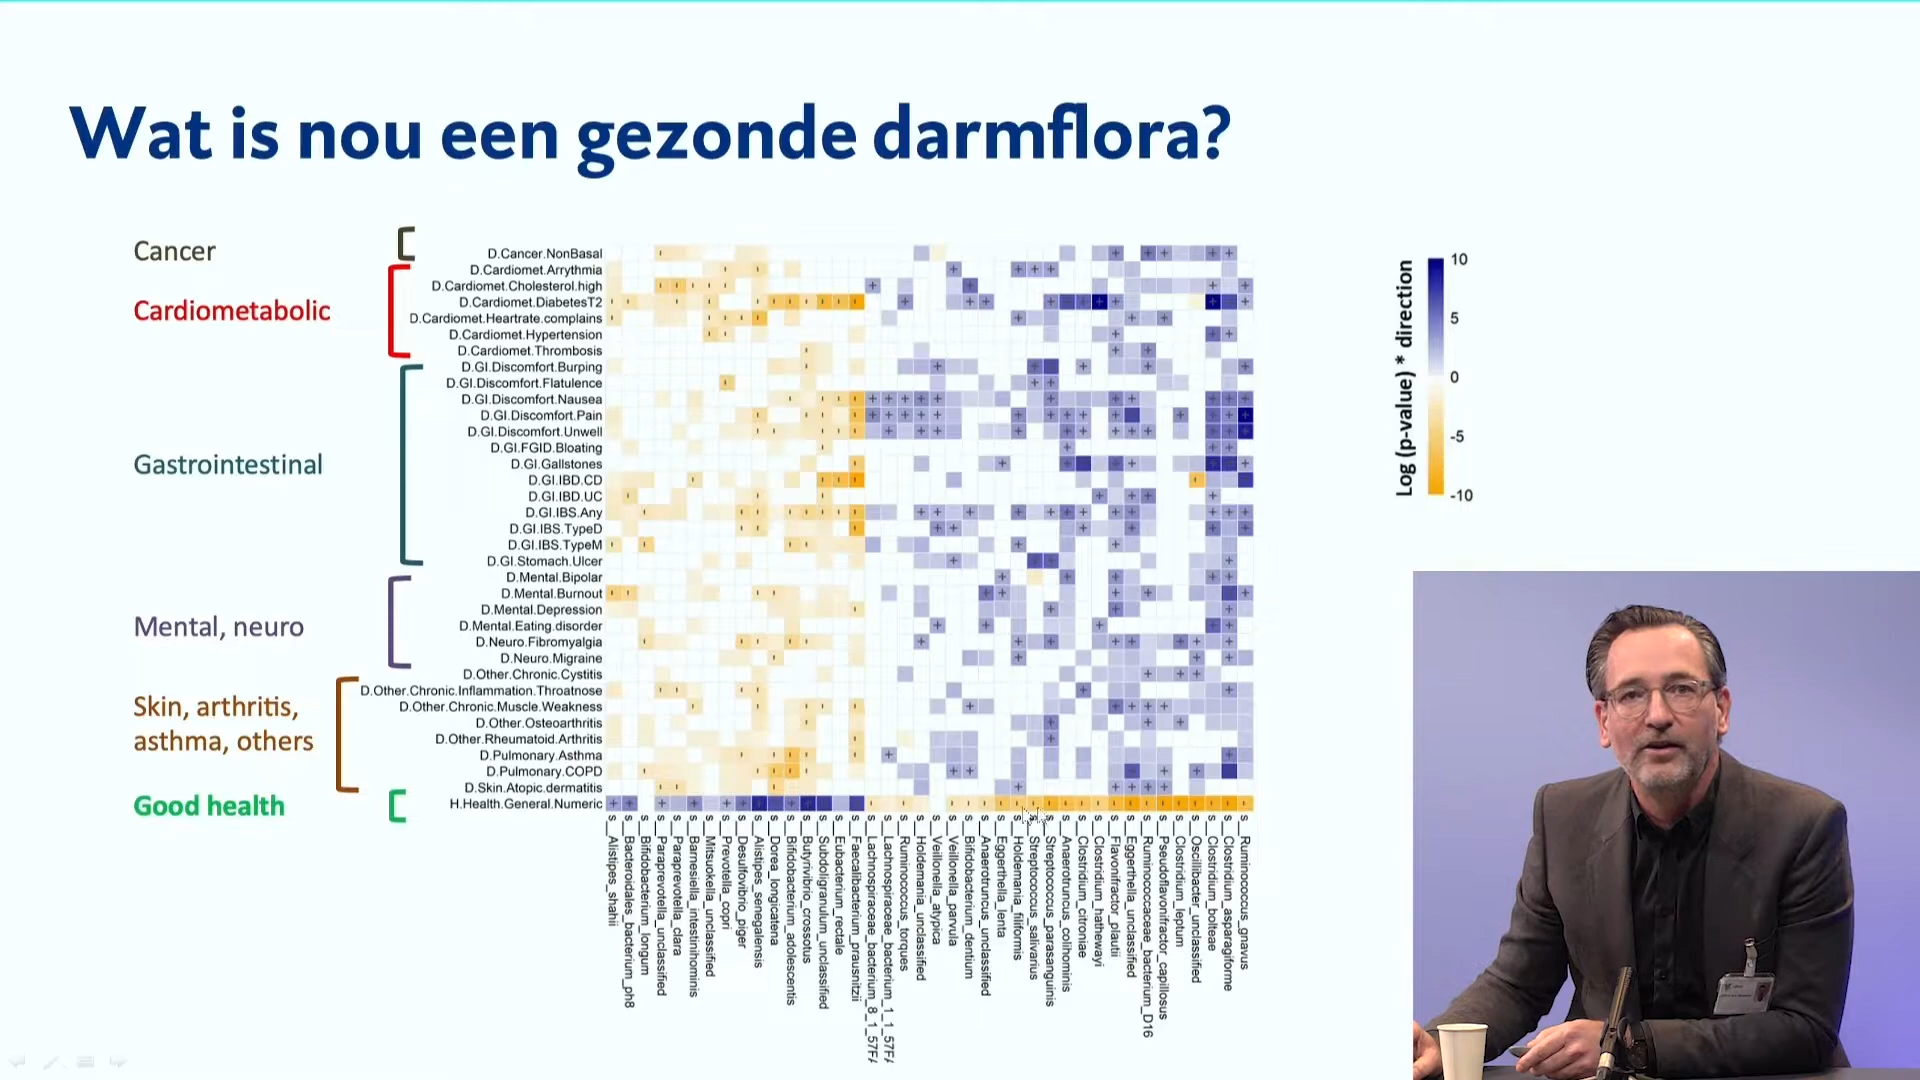 Wat is nou een gezonde darmflora?
Cancer
Cardiometabolic
Gastrointestinal
Mental, neuro
Skin, arthritis,
asthma, others
Good health
D.Cancer.NonBasal
D.Cardiomet.Arrythmia
D.Cardiomet.Cholesterol.high
D.Cardiomet.DiabetesT2
D.Cardiomet.Heartrate.complains
D.Cardiomet.Hypertension
D.Cardiomet.Thrombosis
D.GI.Discomfort.Burping
D.GI.Discomfort.Flatulence
D.GI.Discomfort.Nausea
D.GI.Discomfort.Pain
D.GI.Discomfort.Unwell
D.GI.FGID.Bloating
D.GI.Gallstones
D.GI.IBD.CD
D.GI.IBD.UC
D.GI.IBS.Any
D.GI.IBS.TypeD
D.GI.IBS.TypeM
D.GI.Stomach.Ulcer
D.Mental.Bipolar
D.Mental.Burnout
D.Mental.Depression
D.Mental.Eating.disorder
D.Neuro.Fibromyalgia
D.Neuro.Migraine
D.Other.Chronic.Cystitis
D.Other.Chronic.Inflammation.Throatnose
D.Other.Chronic.Muscle.Weakness
D.Other.Osteoarthritis
D.Other.Rheumatoid.Arthritis
D.Pulmonary.Asthma
D.Pulmonary.COPD
D.Skin.Atopic.dermatitis
H.Health.General.Numeric
s__Alistipes_shahii
s__Bacteroidales_bacterium_ph8
s__Bifidobacterium_longum
s__Paraprevotella_unclassified
s__Paraprevotella_clara
s__Barnesiella_intestinihominis
s__Mitsuokella_unclassified
s__Prevotella_copri
s__Desulfovibrio_piger
s__Alistipes_senegalensis
s__Dorea_longicatena
s__Bifidobacterium_adolescentis
s__Butyrivibrio_crossotus
s__Subdoligranulum_unclassified
s__Eubacterium_rectale
s__Faecalibacterium_prausnitzii
s__Lachnospiraceae_bacterium_8_1_57FA
s__Lachnospiraceae_bacterium_1_1_57FA
s__Ruminococcus_torques
s__Holdemania_unclassified
s__Veillonella_atypica
s__Veillonella_parvula
s__Bifidobacterium_dentium
s__Anaerotruncus_unclassified
s__Eggerthella_lenta
s__Holdemania_filiformis
s__Streptococcus_salivarius
s__Streptococcus_parasanguinis
s__Anaerotruncus_colihominis
s__Clostridium_citroniae
s__Clostridium_hathewayi
s__Flavonifractor_plautii
s__Eggerthella_unclassified
s__Ruminococcaceae_bacterium_D16
s__Pseudoflavonifractor_capillosus
s__Clostridium_leptum
s__Oscillibacter_unclassified
s__Clostridium_bolteae
s__Clostridium_asparagiforme
s__Ruminococcus_gnavus
Log (p-value) * direction
10
5
0
-5
-10